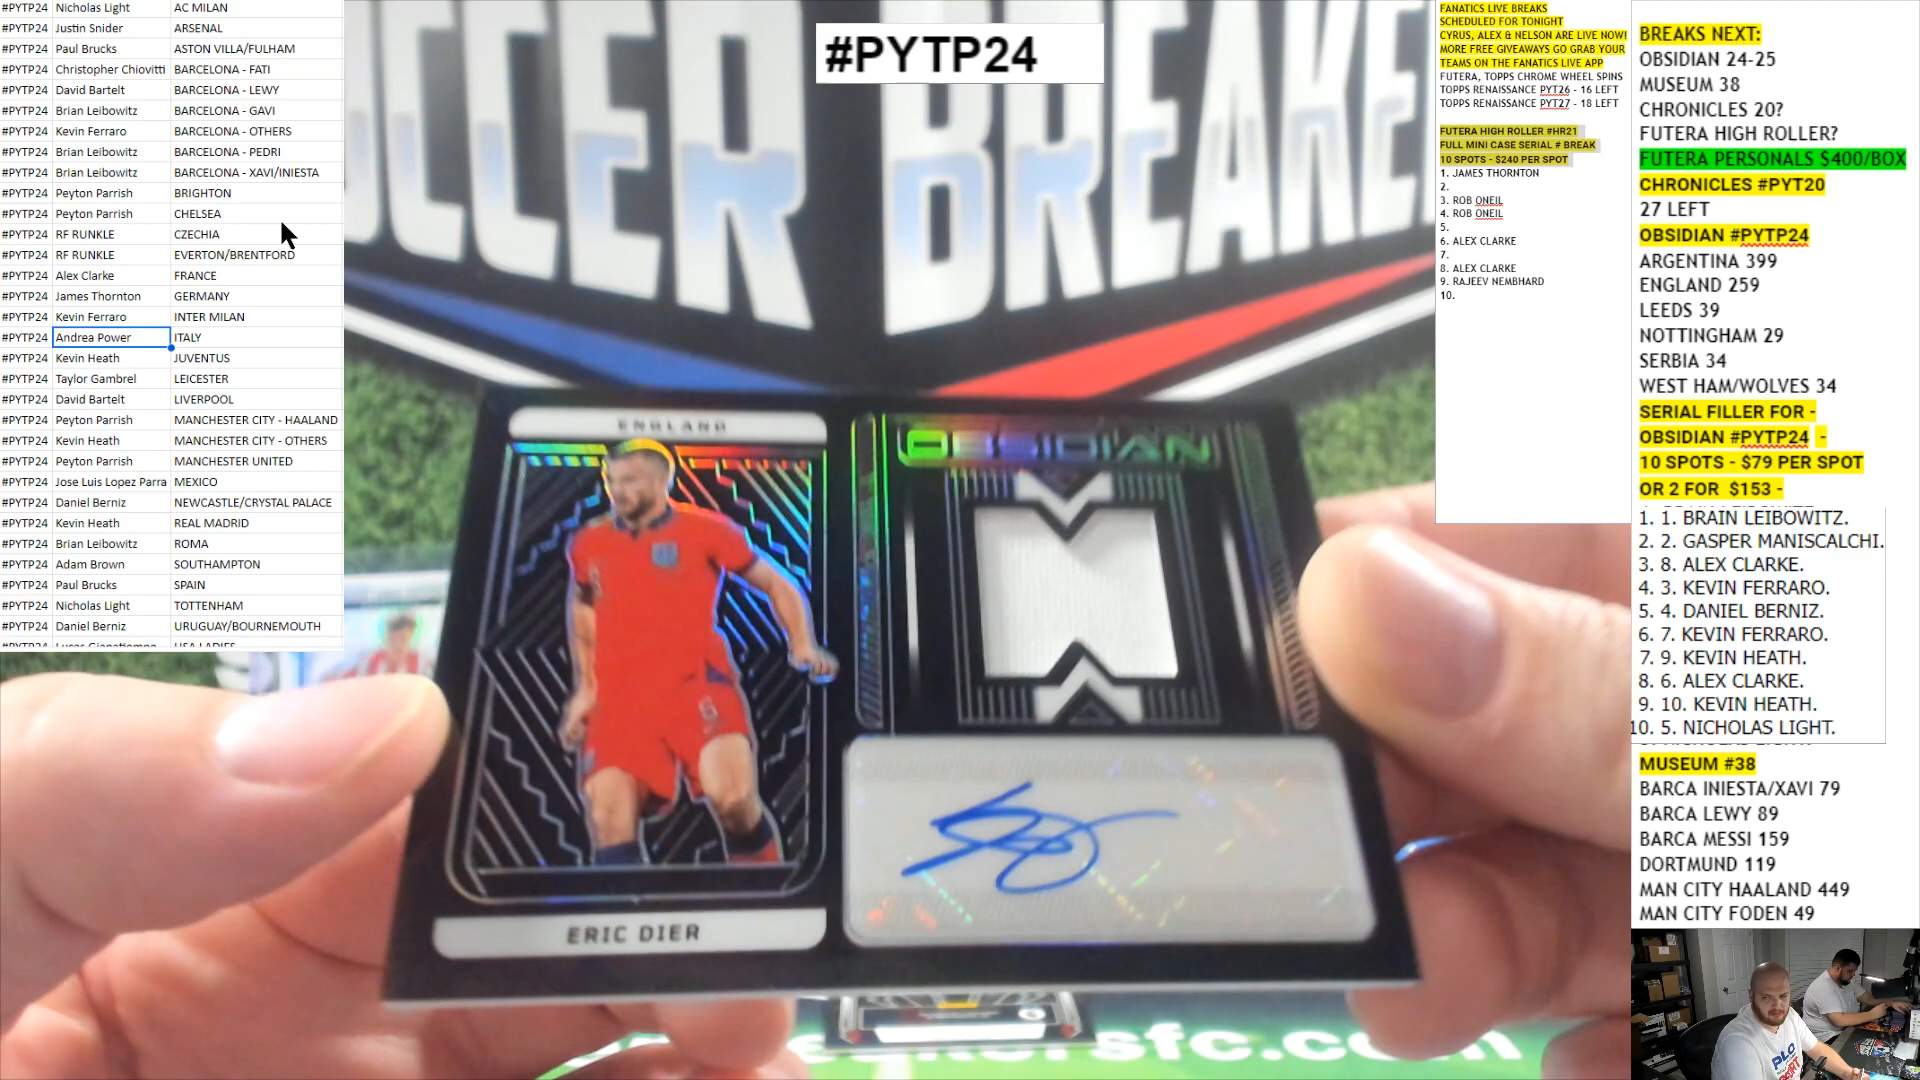 #PYTP24 Nicholas Light AC MILAN
#PYTP24 Justin Snider ARSENAL
#PYTP24 Paul Brucks ASTON VILLA/FULHAM
#PYTP24 Christopher Chiovitti BARCELONA - FATI
#PYTP24 David Bartelt BARCELONA - LEWY
#PYTP24 Brian Leibowitz BARCELONA - GAVI
#PYTP24 Kevin Ferraro BARCELONA - OTHERS
#PYTP24 Brian Leibowitz BARCELONA - PEDRI
#PYTP24 Brian Leibowitz BARCELONA - XAVI/INIESTA
#PYTP24 Peyton Parrish BRIGHTON
#PYTP24 Peyton Parrish CHELSEA
#PYTP24 RF RUNKLE CZECHIA
#PYTP24 RF RUNKLE EVERTON/BRENTFORD
#PYTP24 Alex Clarke FRANCE
#PYTP24 James Thornton GERMANY
#PYTP24 Kevin Ferraro INTER MILAN
#PYTP24 Andrea Power ITALY
#PYTP24 Kevin Heath JUVENTUS
#PYTP24 Taylor Gambrel LEICESTER
#PYTP24 David Bartelt LIVERPOOL
#PYTP24 Peyton Parrish MANCHESTER CITY - HAALAND
#PYTP24 Kevin Heath MANCHESTER CITY - OTHERS
#PYTP24 Peyton Parrish MANCHESTER UNITED
#PYTP24 Jose Luis Lopez Parra MEXICO
#PYTP24 Daniel Berniz NEWCASTLE/CRYSTAL PALACE
#PYTP24 Kevin Heath REAL MADRID
#PYTP24 Brian Leibowitz ROMA
#PYTP24 Adam Brown SOUTHAMPTON
#PYTP24 Paul Brucks SPAIN
#PYTP24 Nicholas Light TOTTENHAM
#PYTP24 Daniel Berniz URUGUAY/BOURNEMOUTH
#PYTP24
#PYTP24
ENGLAND
OBSIDIAN
ERIC DIER
FANATICS LIVE BREAKS
SCHEDULED FOR TONIGHT
CYRUS, ALEX & NELSON ARE LIVE NOW!
MORE FREE GIVEAWAYS GO GRAB YOUR
TEAMS ON THE FANATICS LIVE APP
FUTERA, TOPPS CHROME WHEEL SPINS
TOPPS RENAISSANCE PYT26 - 16 LEFT
TOPPS RENAISSANCE PYT27 - 18 LEFT
FUTERA HIGH ROLLER #HR21
FULL MINI CASE SERIAL # BREAK
10 SPOTS - $240 PER SPOT
1. JAMES THORNTON
2.
3. ROB ONEIL
4. ROB ONEIL
5.
6. ALEX CLARKE
7.
8. ALEX CLARKE
9. RAJEEV NEMBHARD
10.
BREAKS NEXT:
OBSIDIAN 24-25
MUSEUM 38
CHRONICLES 20?
FUTERA HIGH ROLLER?
FUTERA PERSONALS $400/BOX
CHRONICLES #PYT20
27 LEFT
OBSIDIAN #PYTP24
ARGENTINA 399
ENGLAND 259
LEEDS 39
NOTTINGHAM 29
SERBIA 34
WEST HAM/WOLVES 34
SERIAL FILLER FOR -
OBSIDIAN #PYTP24 -
10 SPOTS - $79 PER SPOT
OR 2 FOR $153 -
1. 1. BRAIN LEIBOWITZ.
2. 2. GASPER MANISCALCHI.
3. 8. ALEX CLARKE.
4. 3. KEVIN FERRARO.
5. 4. DANIEL BERNIZ.
6. 7. KEVIN FERRARO.
7. 9. KEVIN HEATH.
8. 6. ALEX CLARKE.
9. 10. KEVIN HEATH.
10. 5. NICHOLAS LIGHT.
MUSEUM #38
BARCA INIESTA/XAVI 79
BARCA LEWY 89
BARCA MESSI 159
DORTMUND 119
MAN CITY HAALAND 449
MAN CITY FODEN 49